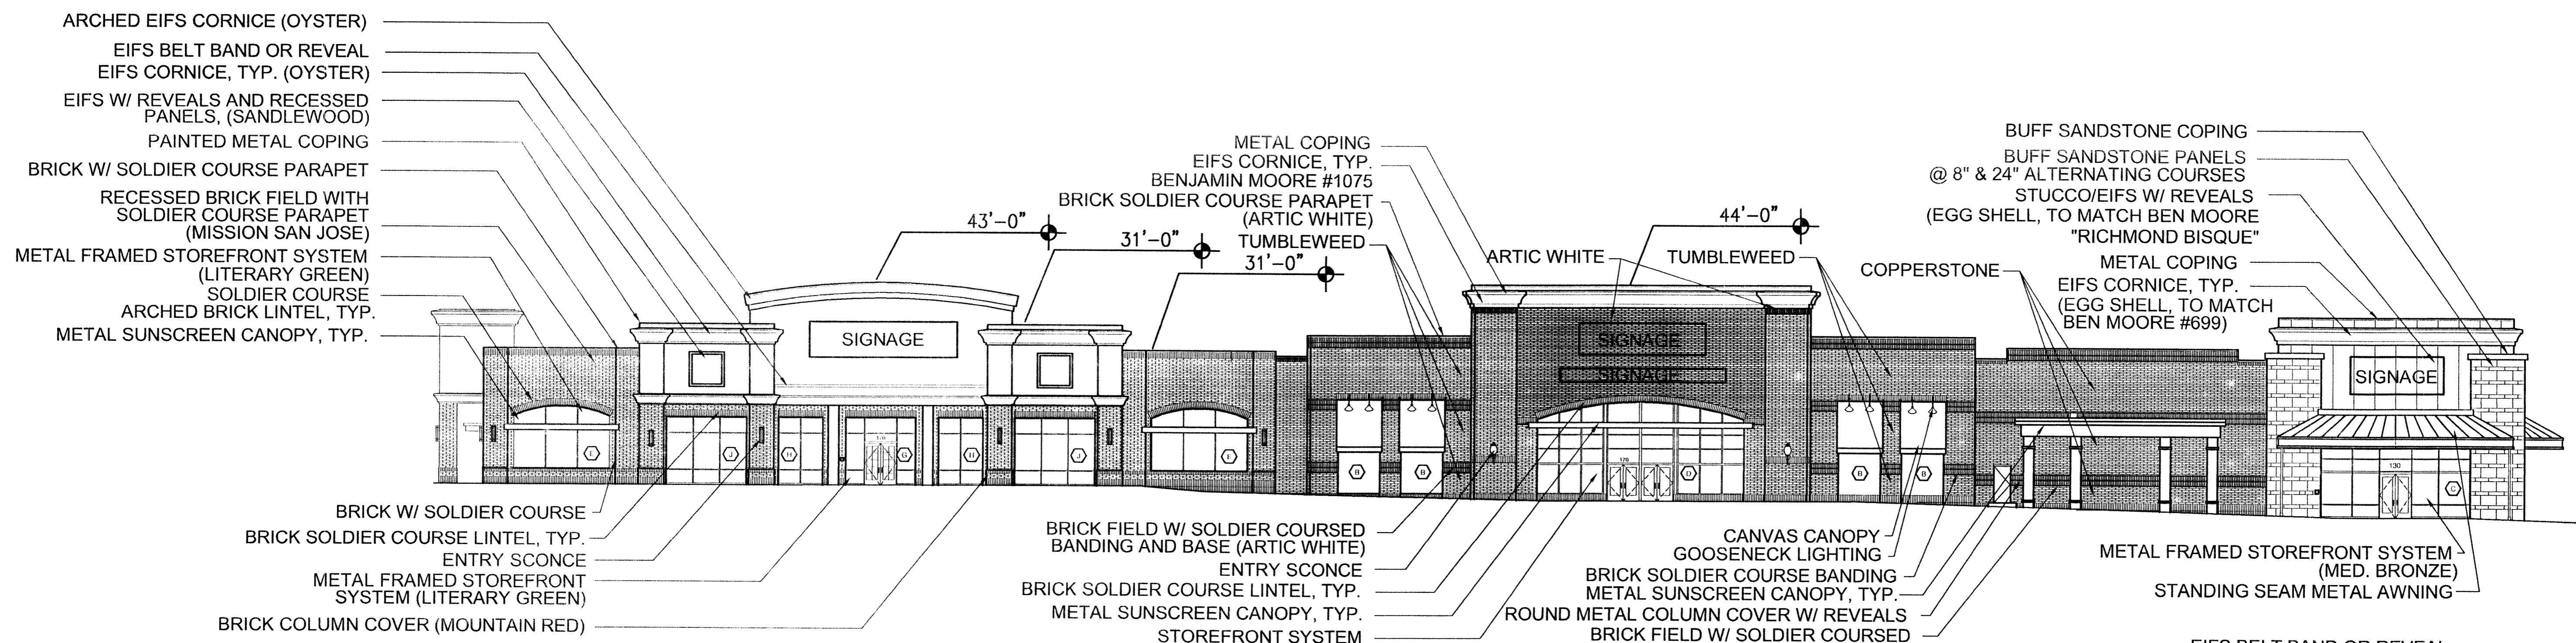 ARCHED EIFS CORNICE (OYSTER)
EIFS BELT BAND OR REVEAL
EIFS CORNICE, TYP. (OYSTER)
EIFS W/ REVEALS AND RECESSED
PANELS, (SANDLEWOOD)
PAINTED METAL COPING
BRICK W/ SOLDIER COURSE PARAPET
RECESSED BRICK FIELD WITH
SOLDIER COURSE PARAPET
(MISSION SAN JOSE)
METAL FRAMED STOREFRONT SYSTEM
(LITERARY GREEN)
SOLDIER COURSE
ARCHED BRICK LINTEL, TYP.
METAL SUNSCREEN CANOPY, TYP.
43'-0"
31'-0"
31'-0"
METAL COPING
EIFS CORNICE, TYP.
BENJAMIN MOORE #1075
BRICK SOLDIER COURSE PARAPET
(ARTIC WHITE)
TUMBLEWEED
44'-0"
ARTIC WHITE
TUMBLEWEED
COPPERSTONE
BUFF SANDSTONE COPING
BUFF SANDSTONE PANELS
@ 8" & 24" ALTERNATING COURSES
STUCCO/EIFS W/ REVEALS
(EGG SHELL, TO MATCH BEN MOORE
"RICHMOND BISQUE"
METAL COPING
EIFS CORNICE, TYP.
(EGG SHELL, TO MATCH
BEN MOORE #699)
SIGNAGE
SIGNAGE
SIGNAGE
SIGNAGE
E
J
H
G
H
J
E
B
B
170
D
B
B
130
C
BRICK W/ SOLDIER COURSE
BRICK SOLDIER COURSE LINTEL, TYP.
ENTRY SCONCE
METAL FRAMED STOREFRONT
SYSTEM (LITERARY GREEN)
BRICK COLUMN COVER (MOUNTAIN RED)
BRICK FIELD W/ SOLDIER COURSED
BANDING AND BASE (ARTIC WHITE)
ENTRY SCONCE
BRICK SOLDIER COURSE LINTEL, TYP.
METAL SUNSCREEN CANOPY, TYP.
STOREFRONT SYSTEM
CANVAS CANOPY
GOOSENECK LIGHTING
BRICK SOLDIER COURSE BANDING
METAL SUNSCREEN CANOPY, TYP.
ROUND METAL COLUMN COVER W/ REVEALS
BRICK FIELD W/ SOLDIER COURSED
METAL FRAMED STOREFRONT SYSTEM
(MED. BRONZE)
STANDING SEAM METAL AWNING
EIFS BELT BAND OR REVEAL